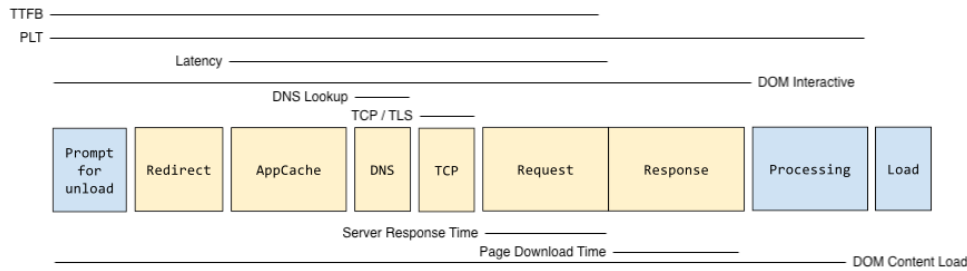 TTFB
PLT
Latency
DOM Interactive
DNS Lookup
TCP / TLS
Prompt
for
unload
Redirect
AppCache
DNS
TCP
Request
Response
Processing
Load
Server Response Time
Page Download Time
DOM Content Load